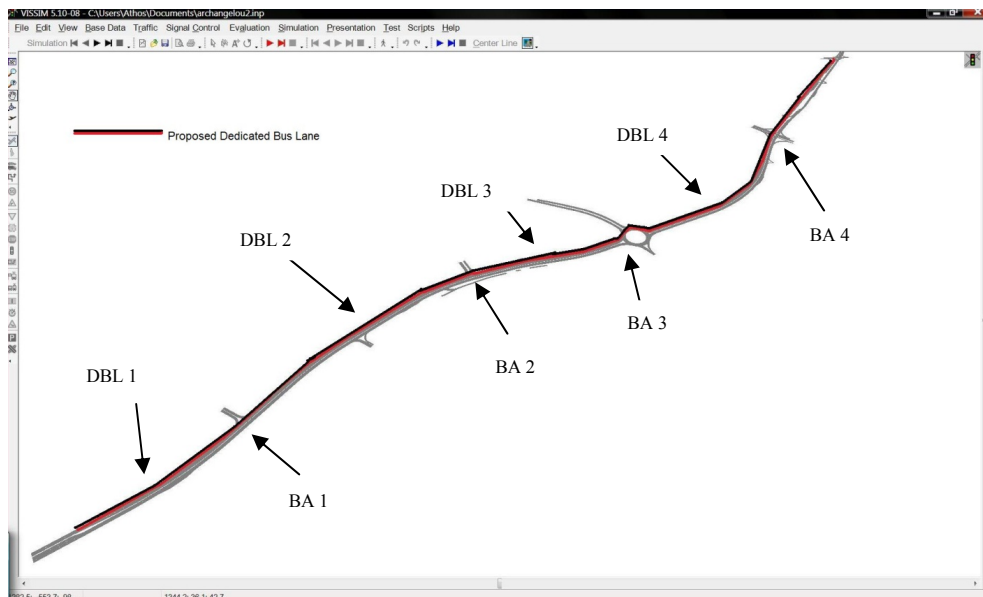 VISSIM 5.10-08 - C:\Users\Athos\Documents\archangelou2.inp
File Edit View Base Data Traffic Signal Control Evaluation Simulation Presentation Test Scripts Help
Simulation Center Line
Proposed Dedicated Bus Lane
DBL 4
DBL 3
BA 4
DBL 2
BA 3
BA 2
DBL 1
BA 1